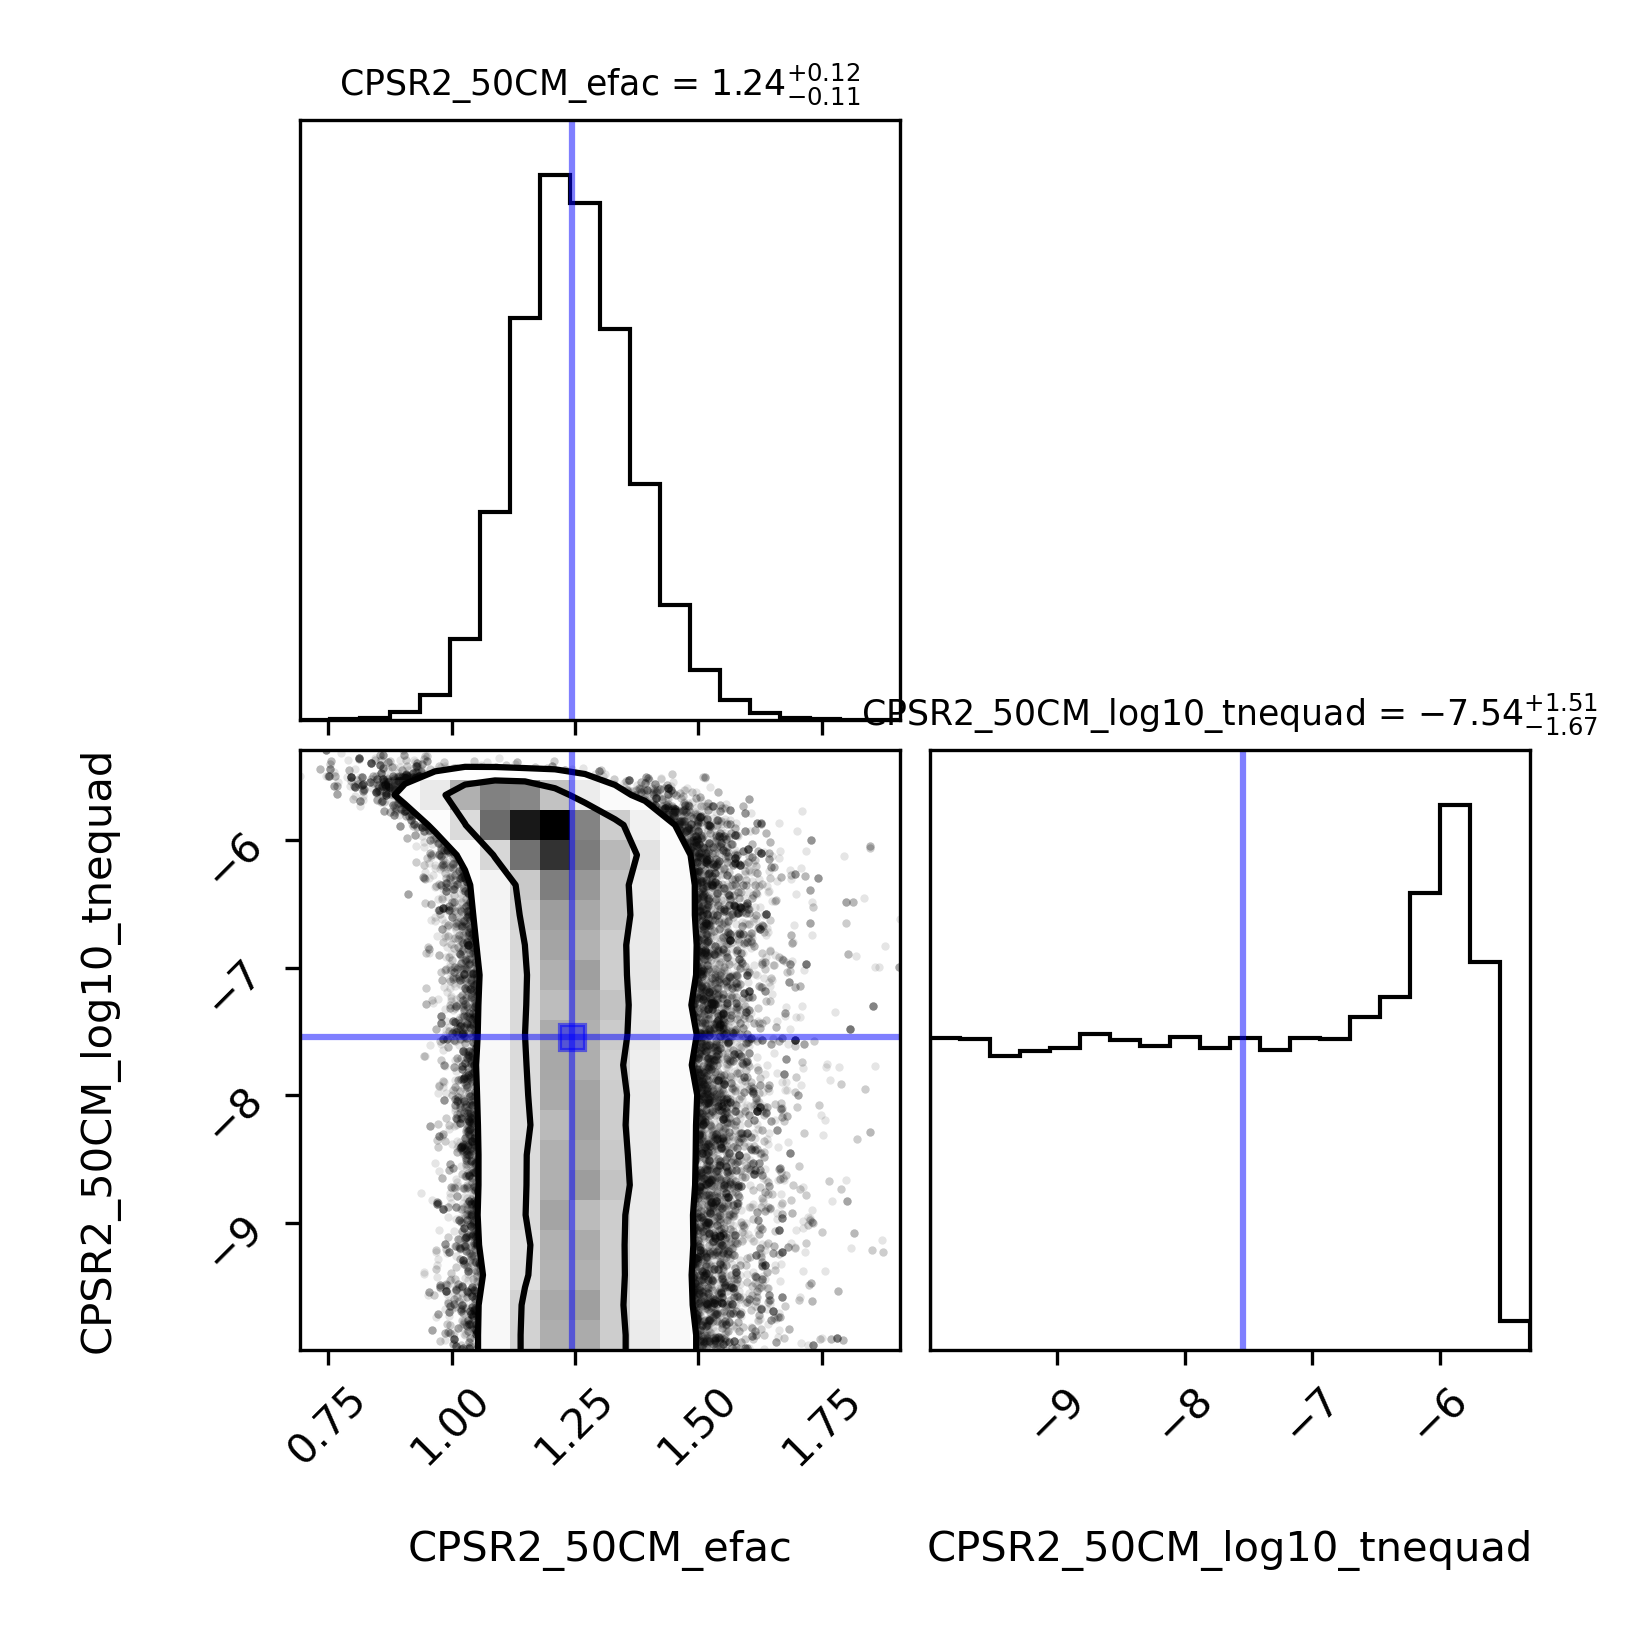 CPSR2_50CM_efac = 1.24 +0.12 −0.11
CPSR2_50CM_log10_tnequad = −7.54 +1.51 −1.67
CPSR2_50CM_log10_tnequad
−6
−7
−8
−9
0.75 1.00 1.25 1.50 1.75
−9 −8 −7 −6
CPSR2_50CM_efac
CPSR2_50CM_log10_tnequad